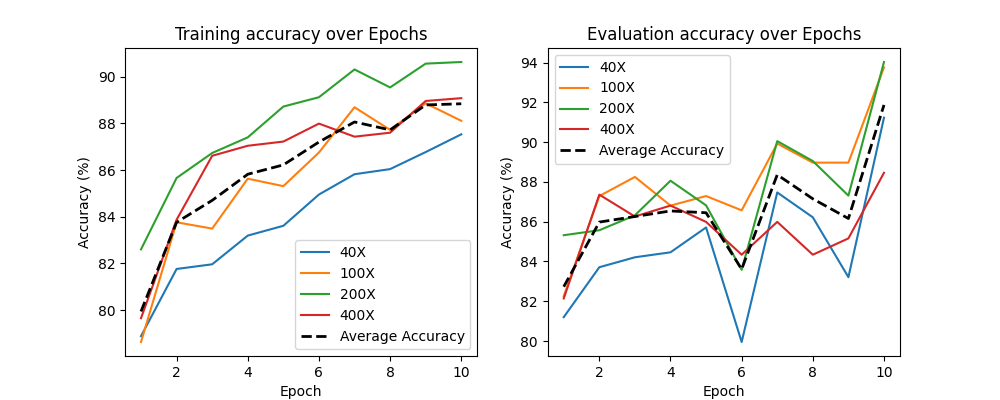 Training accuracy over Epochs
Accuracy (%)
90
88
86
84
82
80
40X
100X
200X
400X
Average Accuracy
2 4 6 8 10
Epoch
Evaluation accuracy over Epochs
Accuracy (%)
94
92
90
88
86
84
82
80
40X
100X
200X
400X
Average Accuracy
2 4 6 8 10
Epoch